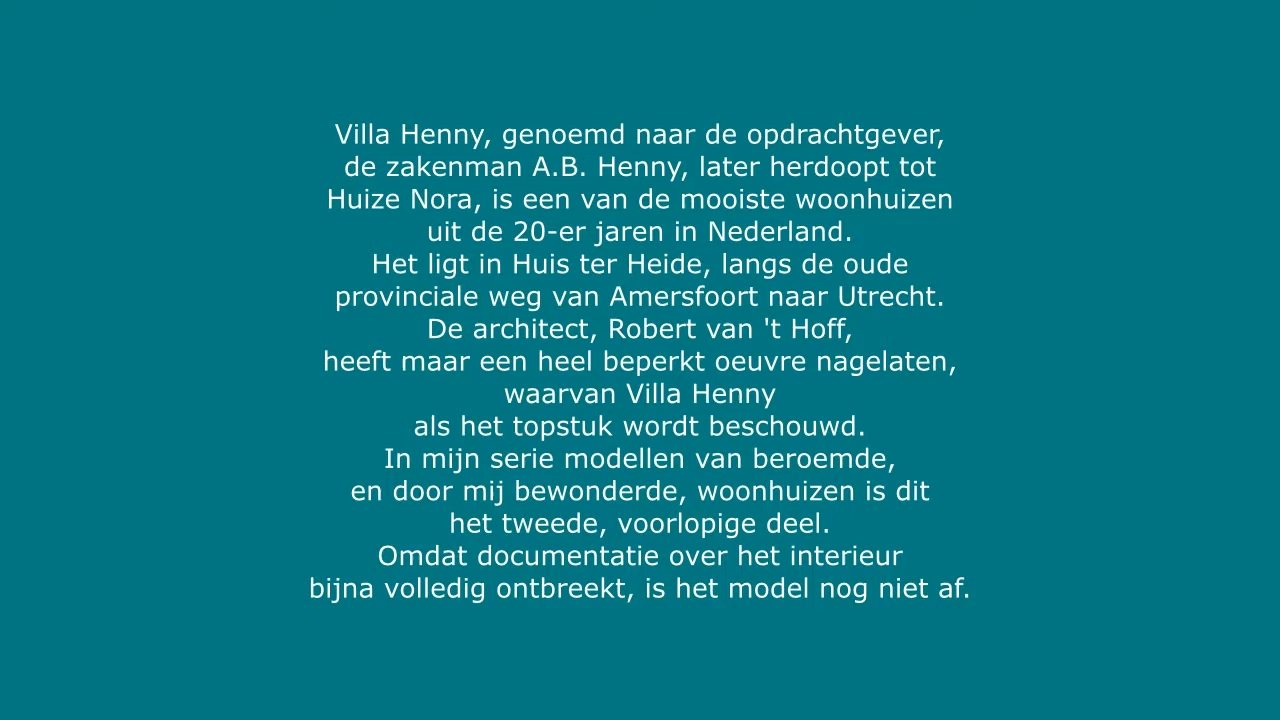 Villa Henny, genoemd naar de opdrachtgever,
de zakenman A.B. Henny, later herdoopt tot
Huize Nora, is een van de mooiste woonhuizen
uit de 20-er jaren in Nederland.
Het ligt in Huis ter Heide, langs de oude
provinciale weg van Amersfoort naar Utrecht.
De architect, Robert van 't Hoff,
heeft maar een heel beperkt oeuvre nagelaten,
waarvan Villa Henny
als het topstuk wordt beschouwd.
In mijn serie modellen van beroemde,
en door mij bewonderde, woonhuizen is dit
het tweede, voorlopige deel.
Omdat documentatie over het interieur
bijna volledig ontbreekt, is het model nog niet af.